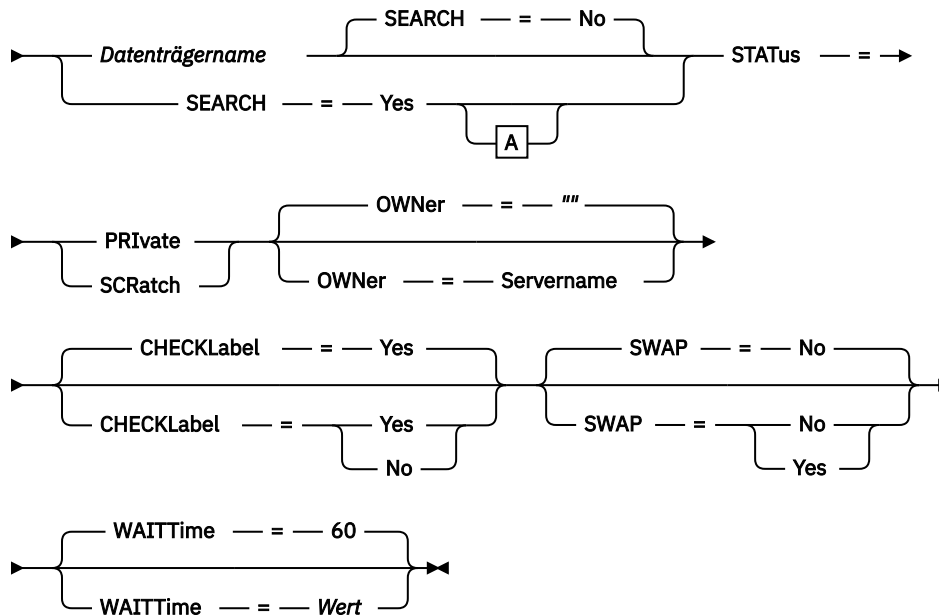 SEARCH = No
Datenträgername STATus =
SEARCH = Yes
A
OWNer = ""
PRIvate
SCRatch OWNer = Servername
CHECKLabel = Yes SWAP = No
CHECKLabel = Yes SWAP = No
No Yes
WAITTime = 60
WAITTime = Wert